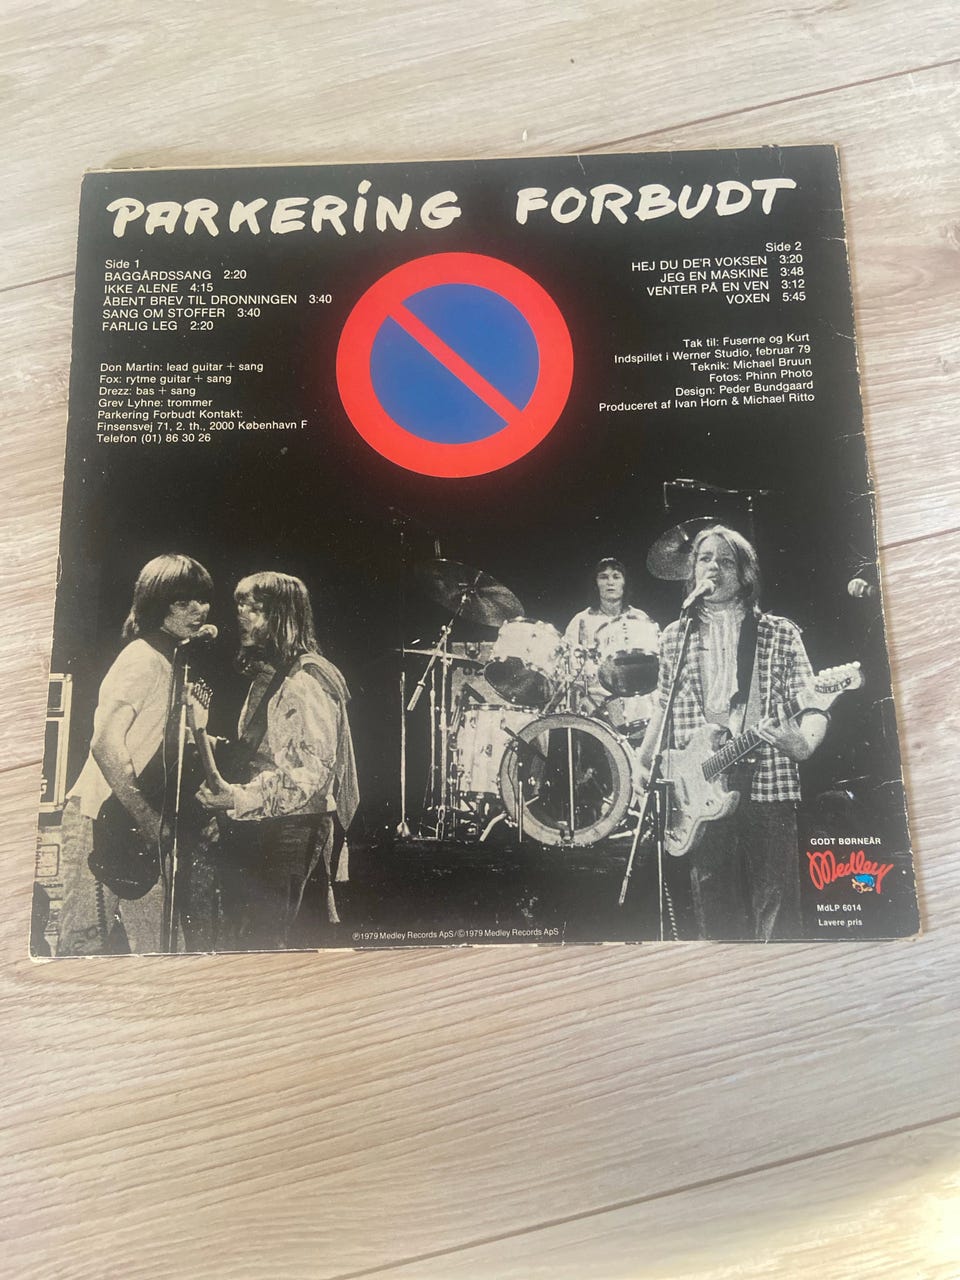 PARKERING FORBUDT
Side 1
BAGGÅRDSSANG 2:20
IKKE ALENE 4:15
ÅBENT BREV TIL DRONNINGEN 3:40
SANG OM STOFFER 3:40
FARLIG LEG 2:20
Don Martin: lead guitar + sang
Fox: rytme guitar + sang
Drezz: bas + sang
Grev Lyhne: trommer
Parkering Forbudt Kontakt:
Finsensvej 71, 2. th., 2000 København F
Telefon (01) 86 30 26
Side 2
HEJ DU DE'R VOKSEN 3:20
JEG EN MASKINE 3:48
VENTER PÅ EN VEN 3:12
VOXEN 5:45
Tak til: Fuserne og Kurt
Indspillet i Werner Studio, februar 79
Teknik: Michael Bruun
Fotos: Phinn Photo
Design: Peder Bundgaard
Produceret af Ivan Horn & Michael Ritto
GODT BØRNEÅR
Medley
MdLP 6014
Lavere pris
℗1979 Medley Records ApS/©1979 Medley Records ApS